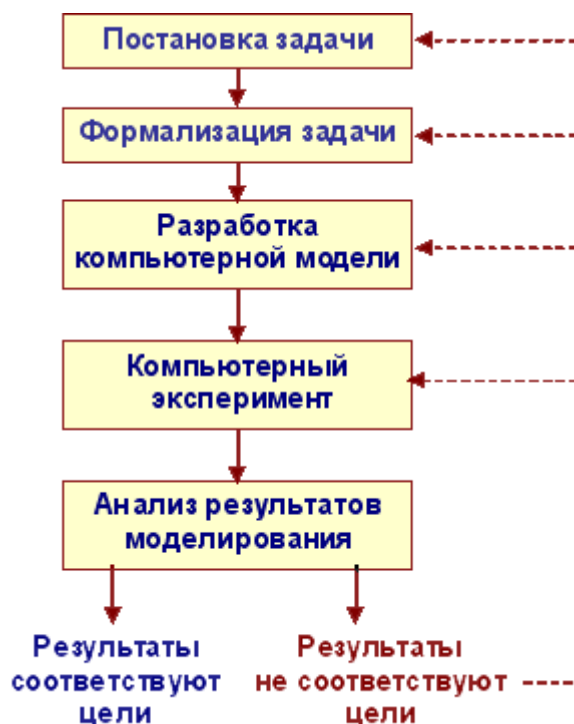 Постановка задачи
Формализация задачи
Разработка
компьютерной модели
Компьютерный
эксперимент
Анализ результатов
моделирования
Результаты
соответствуют
цели
Результаты
не соответствуют
цели